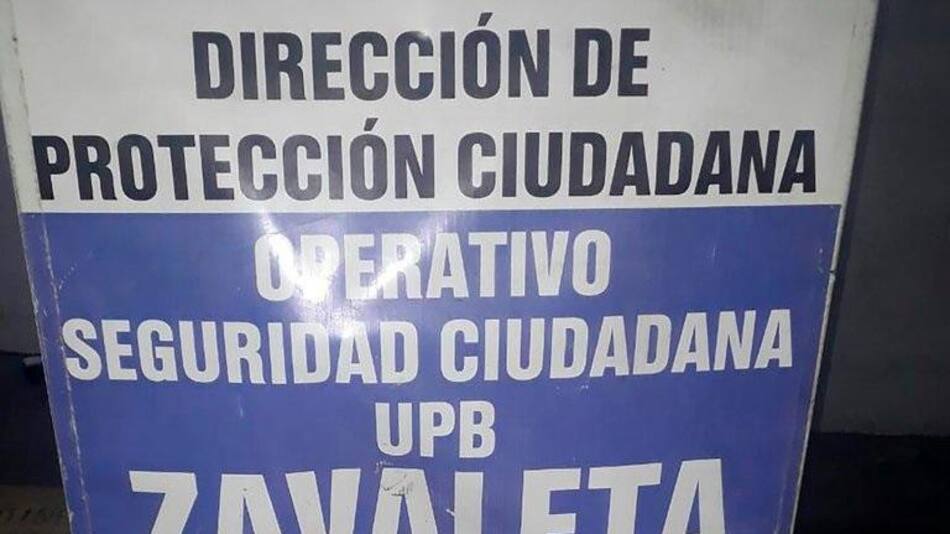 DIRECCIÓN DE
PROTECCIÓN CIUDADANA
OPERATIVO
SEGURIDAD CIUDADANA
UPB
ZAVALETA